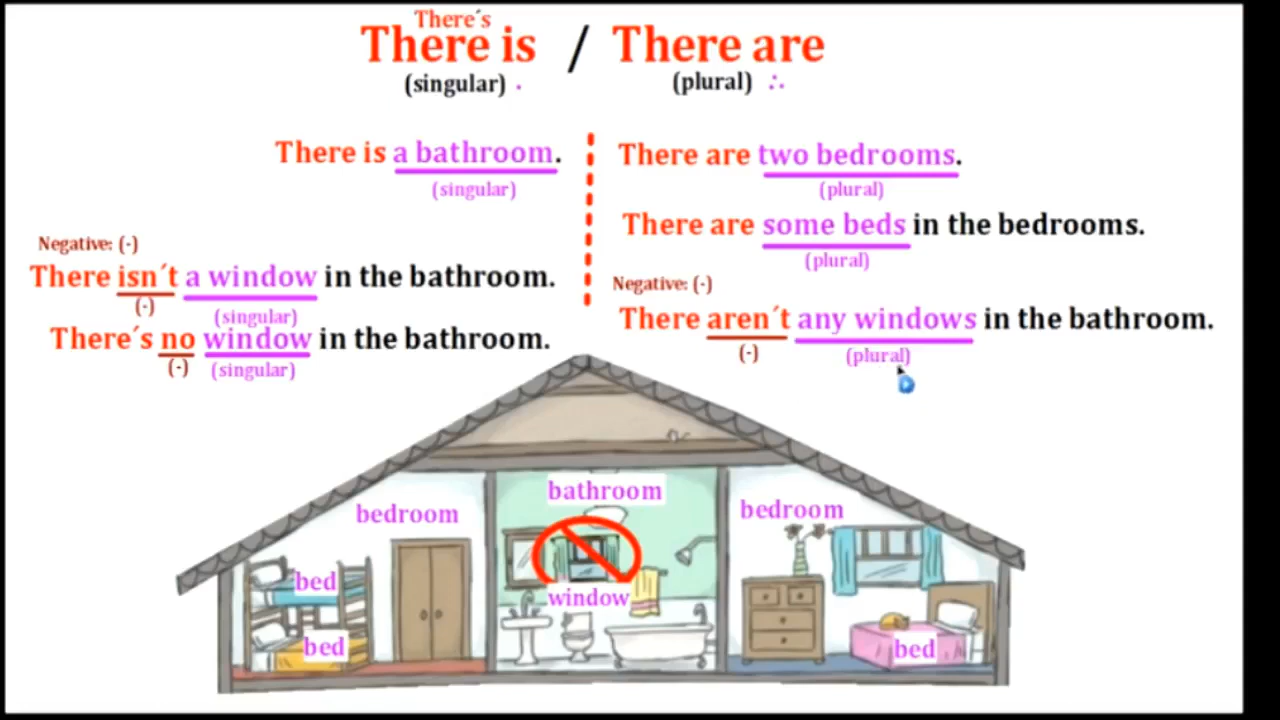 There´s
There is / There are
(singular) . (plural) ∴
There is a bathroom.
(singular)
Negative: (-)
There isn´t a window in the bathroom.
(-) (singular)
There´s no window in the bathroom.
(-) (singular)
There are two bedrooms.
(plural)
There are some beds in the bedrooms.
(plural)
Negative: (-)
There aren´t any windows in the bathroom.
(-) (plural)
bedroom
bed
bed
bathroom
window
bedroom
bed